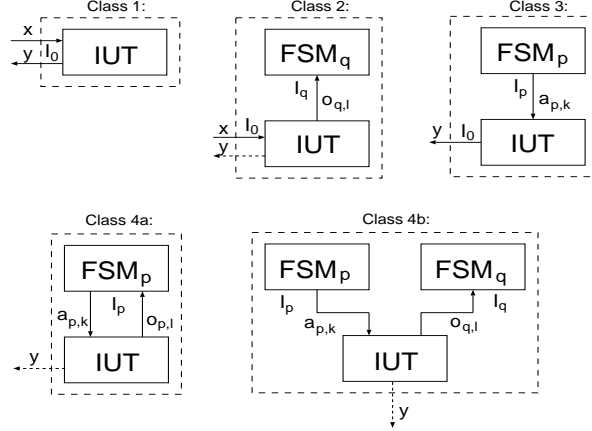 Class 1:
x
y
I0
IUT
Class 2:
FSMq
Iq
oq,l
x
I0
y
IUT
Class 3:
FSMp
Ip
ap,k
y
I0
IUT
Class 4a:
FSMp
Ip
ap,k
op,l
y
IUT
Class 4b:
FSMp
FSMq
Ip
Iq
ap,k
oq,l
IUT
y